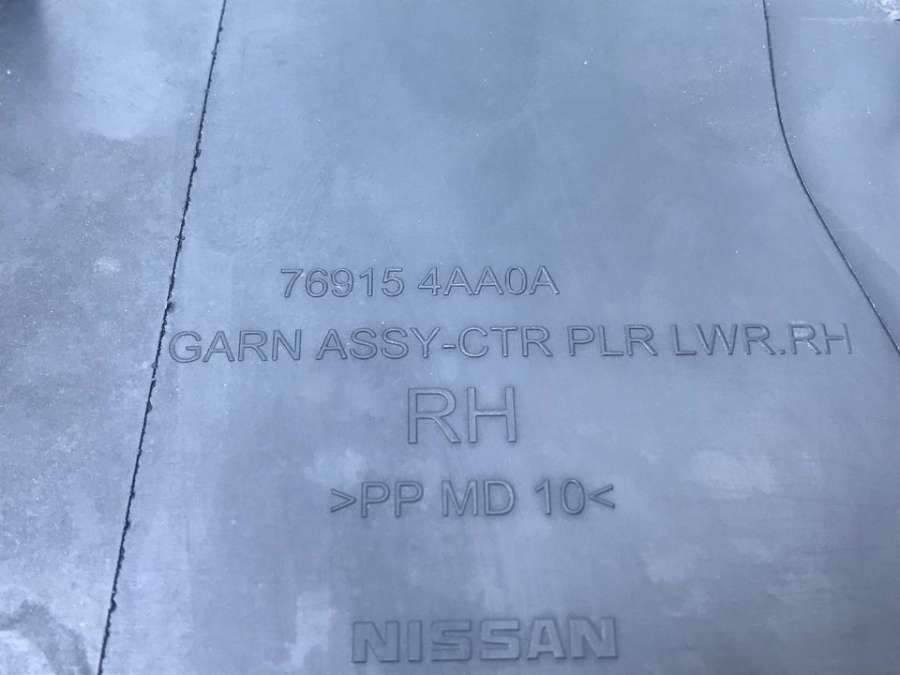 76915 4AA0A
GARN ASSY-CTR PLR LWR.RH
RH
>PP MD 10<
NISSAN